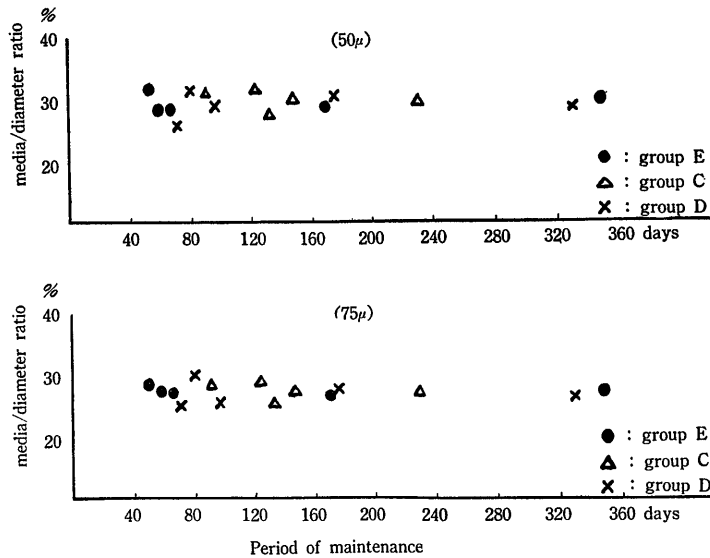 %
(50μ)
40
30
20
media/diameter ratio
● : group E
△ : group C
× : group D
40 80 120 160 200 240 280 320 360 days
%
(75μ)
40
30
20
media/diameter ratio
● : group E
△ : group C
× : group D
40 80 120 160 200 240 280 320 360 days
Period of maintenance